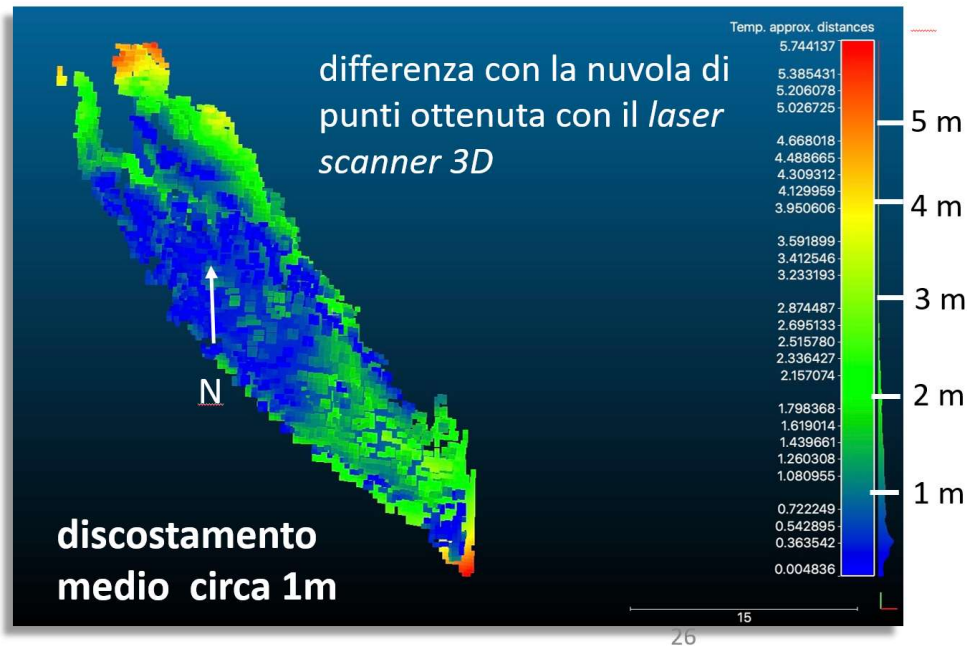 Temp. approx. distances
differenza con la nuvola di
punti ottenuta con il laser
scanner 3D
5.744137
5.385431
5.206078
5.026725
4.668018
4.488665
4.309312
4.129959
3.950606
3.591899
3.412546
3.233193
2.874487
2.695133
2.515780
2.336427
2.157074
1.798368
1.619014
1.439661
1.260308
1.080955
0.722249
0.542895
0.363542
0.004836
5 m
4 m
3 m
2 m
1 m
N
discostamento
medio circa 1m
15
26